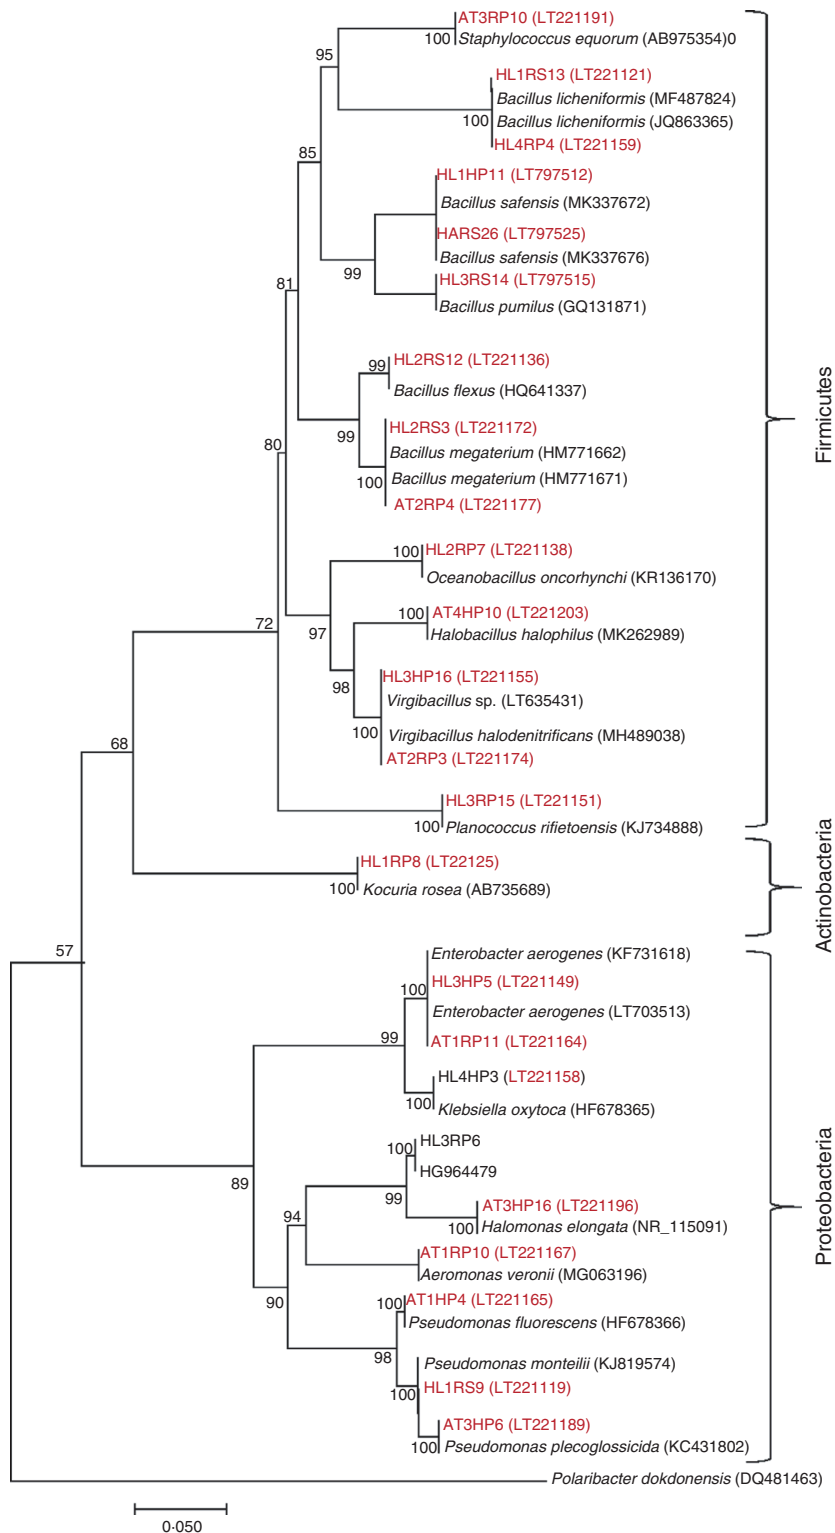 AT3RP10 (LT221191)
100
Staphylococcus equorum (AB975354)0
95
HL1RS13 (LT221121)
Bacillus licheniformis (MF487824)
100
Bacillus licheniformis (JQ863365)
HL4RP4 (LT221159)
85
HL1HP11 (LT797512)
Bacillus safensis (MK337672)
HARS26 (LT797525)
Bacillus safensis (MK337676)
99
HL3RS14 (LT797515)
81
Bacillus pumilus (GQ131871)
Firmicutes
99
HL2RS12 (LT221136)
Bacillus flexus (HQ641337)
HL2RS3 (LT221172)
99
80
Bacillus megaterium (HM771662)
Bacillus megaterium (HM771671)
100
AT2RP4 (LT221177)
100
HL2RP7 (LT221138)
Oceanobacillus oncorhynchi (KR136170)
100
AT4HP10 (LT221203)
72
97
Halobacillus halophilus (MK262989)
HL3HP16 (LT221155)
98
Virgibacillus sp. (LT635431)
100
Virgibacillus halodenitrificans (MH489038)
AT2RP3 (LT221174)
68
HL3RP15 (LT221151)
100
Planococcus rifietoensis (KJ734888)
Actinobacteria
HL1RP8 (LT22125)
100
Kocuria rosea (AB735689)
57
Enterobacter aerogenes (KF731618)
HL3HP5 (LT221149)
100
Enterobacter aerogenes (LT703513)
99
AT1RP11 (LT221164)
HL4HP3 (LT221158)
100
Klebsiella oxytoca (HF678365)
HL3RP6
100
HG964479
89
99
Proteobacteria
AT3HP16 (LT221196)
94
100
Halomonas elongata (NR_115091)
AT1RP10 (LT221167)
Aeromonas veronii (MG063196)
90
100
AT1HP4 (LT221165)
Pseudomonas fluorescens (HF678366)
98
Pseudomonas monteilii (KJ819574)
100
HL1RS9 (LT221119)
AT3HP6 (LT221189)
100
Pseudomonas plecoglossicida (KC431802)
Polaribacter dokdonensis (DQ481463)
0·050